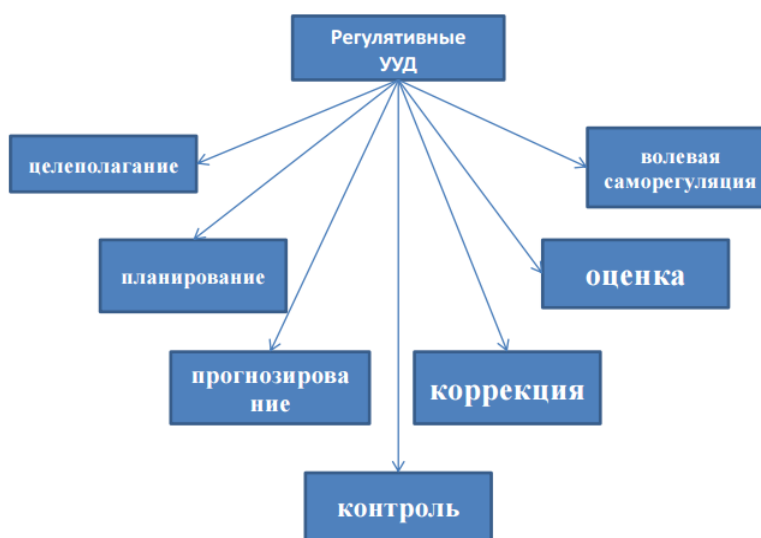 Регулятивные
УУД
целеполагание
волевая
саморегуляция
планирование
оценка
прогнозирова
ние
коррекция
контроль